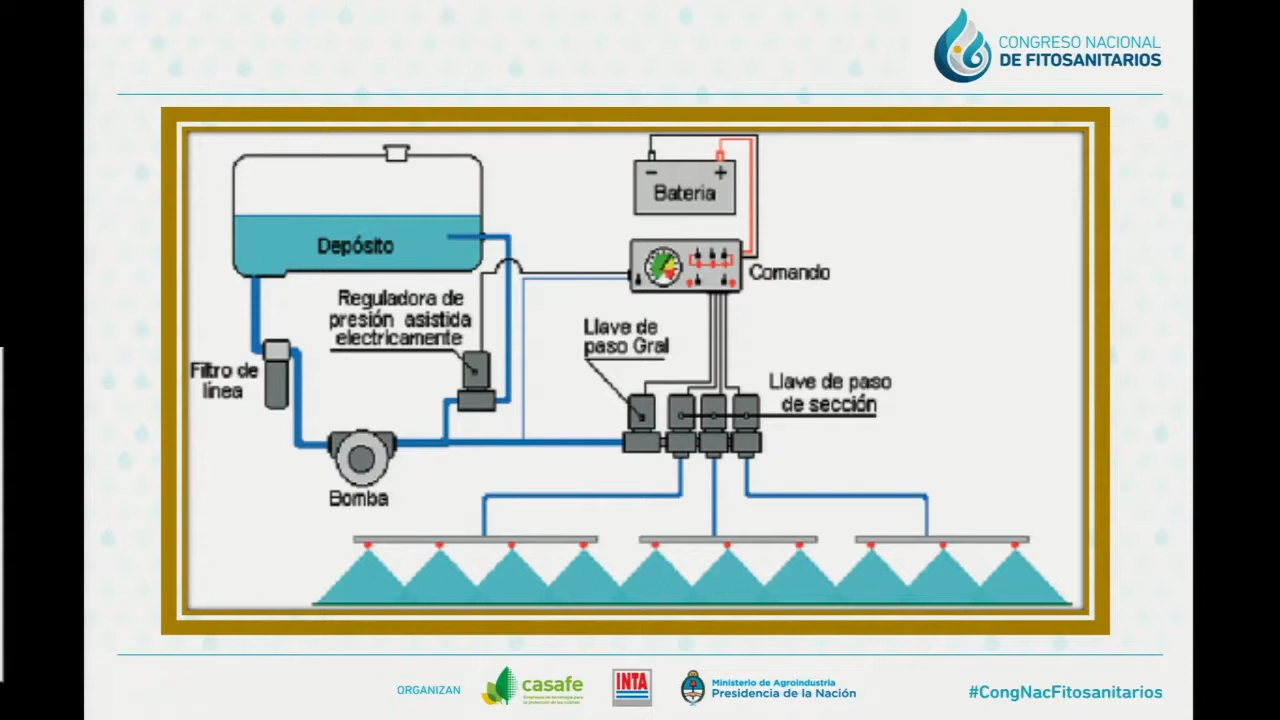 CONGRESO NACIONAL
DE FITOSANITARIOS
Bateria
Depósito
Comando
Reguladora de
presión asistida
electricamente
Llave de
paso Gral
Filtro de
línea
Llave de paso
de sección
Bomba
ORGANIZAN
casafe
INTA
Ministerio de Agroindustria
Presidencia de la Nación
#CongNacFitosanitarios